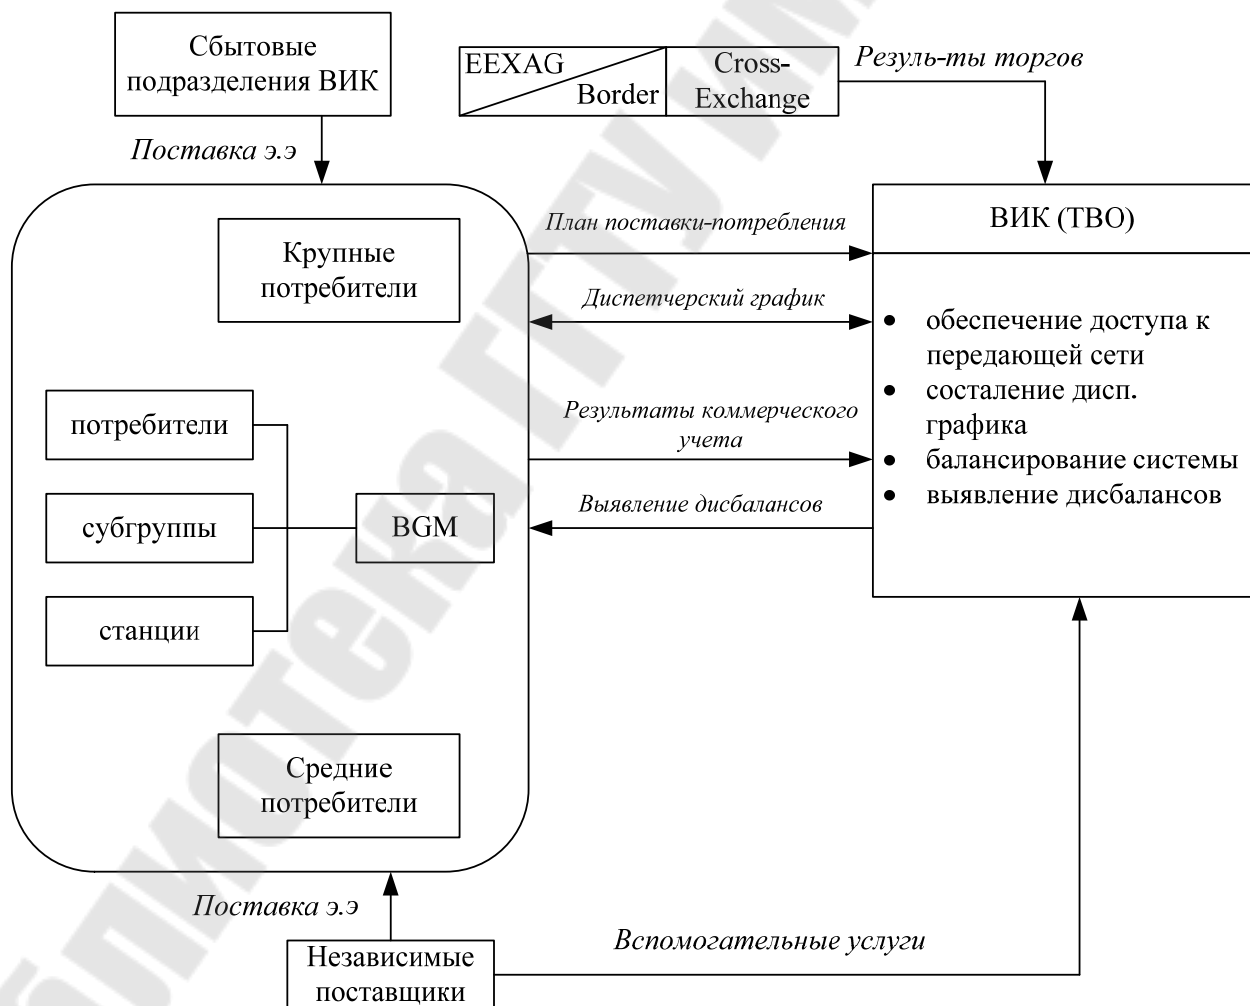 Сбытовые
подразделения ВИК
EEXAG
Border
Cross-
Exchange
Резуль-ты торгов
Поставка э.э
Крупные
потребители
План поставки-потребления
ВИК (ТВО)
Диспетчерский график
обеспечение доступа к
передающей сети
состаление дисп.
графика
балансирование системы
выявление дисбалансов
потребители
субгруппы
станции
BGM
Результаты коммерческого
учета
Выявление дисбалансов
Средние
потребители
Поставка э.э
Независимые
поставщики
Вспомогательные услуги